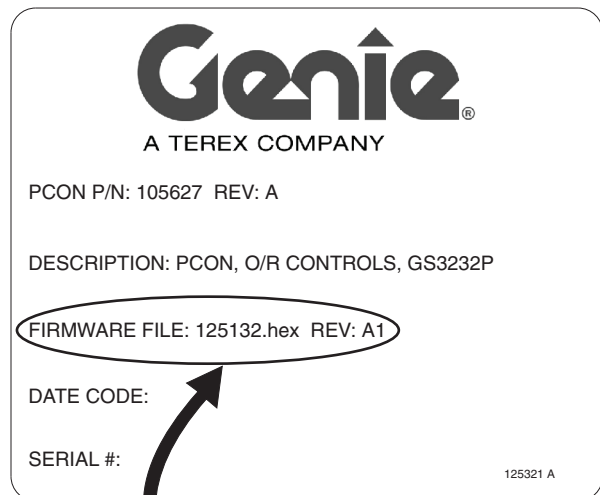 Genie®
A TEREX COMPANY
PCON P/N: 105627 REV: A
DESCRIPTION: PCON, O/R CONTROLS, GS3232P
FIRMWARE FILE: 125132.hex REV: A1
DATE CODE:
SERIAL #:
125321 A